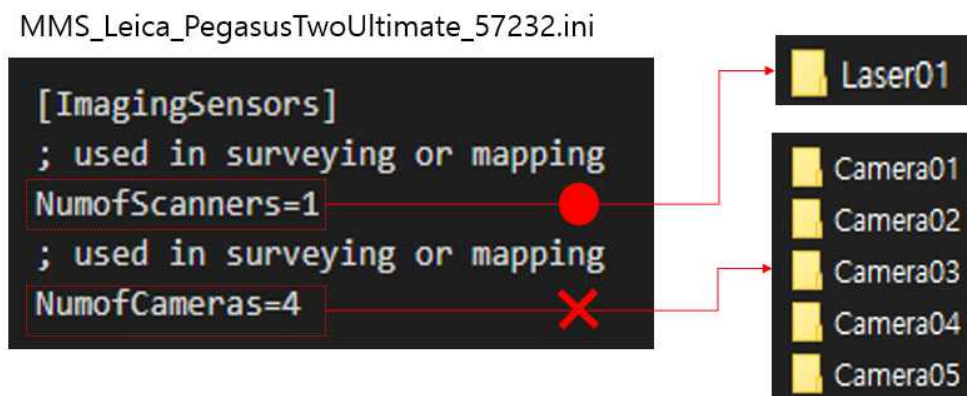 MMS_Leica_PegasusTwoUltimate_57232.ini
[ImagingSensors]
; used in surveying or mapping
NumofScanners=1
; used in surveying or mapping
NumofCameras=4
Laser01
Camera01
Camera02
Camera03
Camera04
Camera05